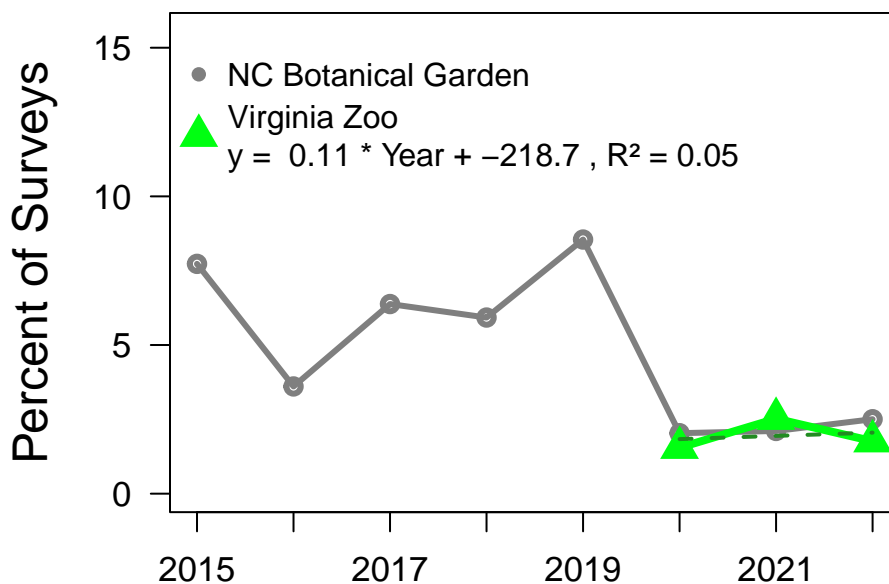 Percent of Surveys
15
10
5
0
NC Botanical Garden
Virginia Zoo
y =  0.11 * Year + −218.7 , R² = 0.05
2015
2017
2019
2021